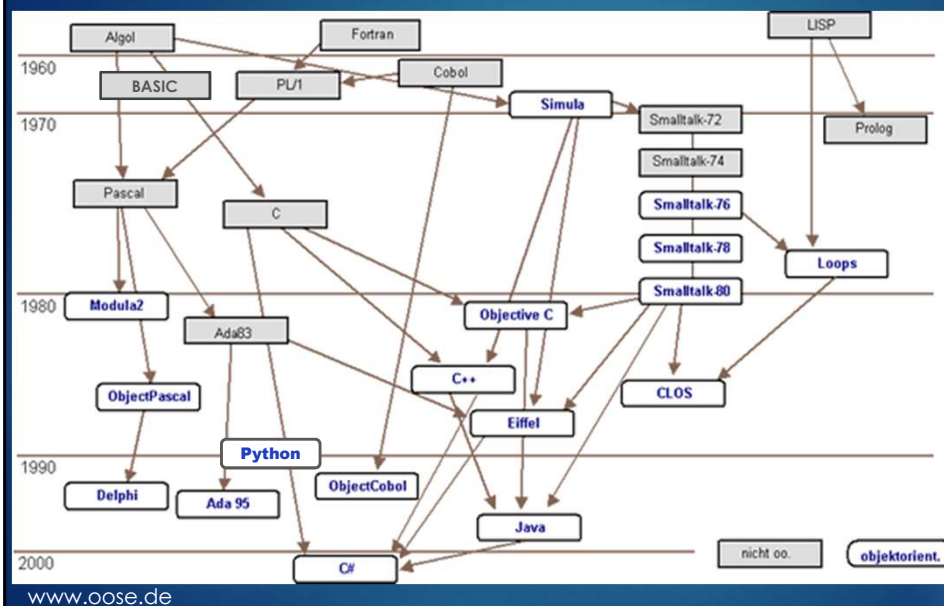 Algol
Fortran
LISP
1960
BASIC
PL/1
Cobol
Simula
1970
Smalltalk-72
Prolog
Smalltalk-74
Pascal
C
Smalltalk-76
Smalltalk-78
Loops
1980
Modula2
Smalltalk-80
Objective C
Ada83
C++
CLOS
ObjectPascal
Eiffel
Python
1990
Delphi
Ada 95
ObjectCobol
Java
2000
C#
nicht oo.
objektorient.
www.oose.de